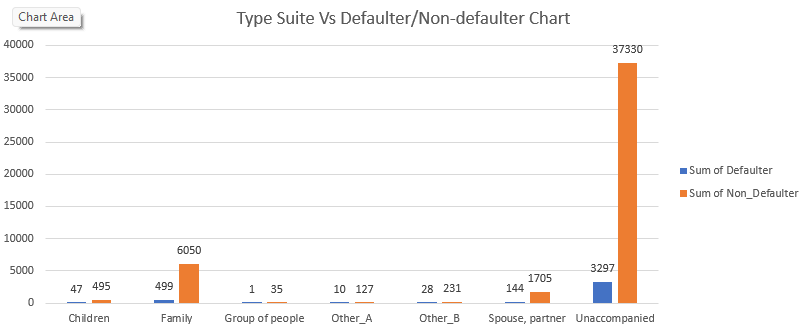 Chart Area
Type Suite Vs Defaulter/Non-defaulter Chart
40000
35000
30000
25000
20000
15000
10000
5000
0
47 495 499 6050 1 35 10 127 28 231 144 1705 3297 37330
Children Family Group of people Other_A Other_B Spouse, partner Unaccompanied
Sum of Defaulter
Sum of Non_Defaulter